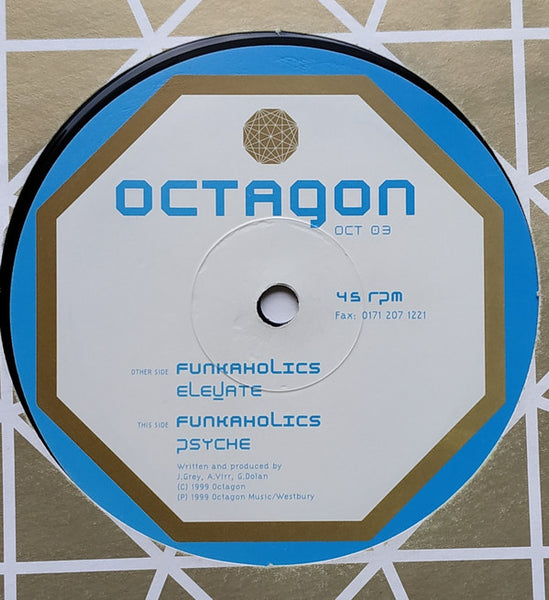 OCTAGON
OCT 03
45 rpm
Fax: 0171 207 1221
OTHER SIDE FUNKAHOLICS
ELEVATE
THIS SIDE FUNKAHOLICS
PSYCHE
Written and produced by
J.Grey, A.Virr, G.Dolan
(C) 1999 Octagon
(P) 1999 Octagon Music/Westbury